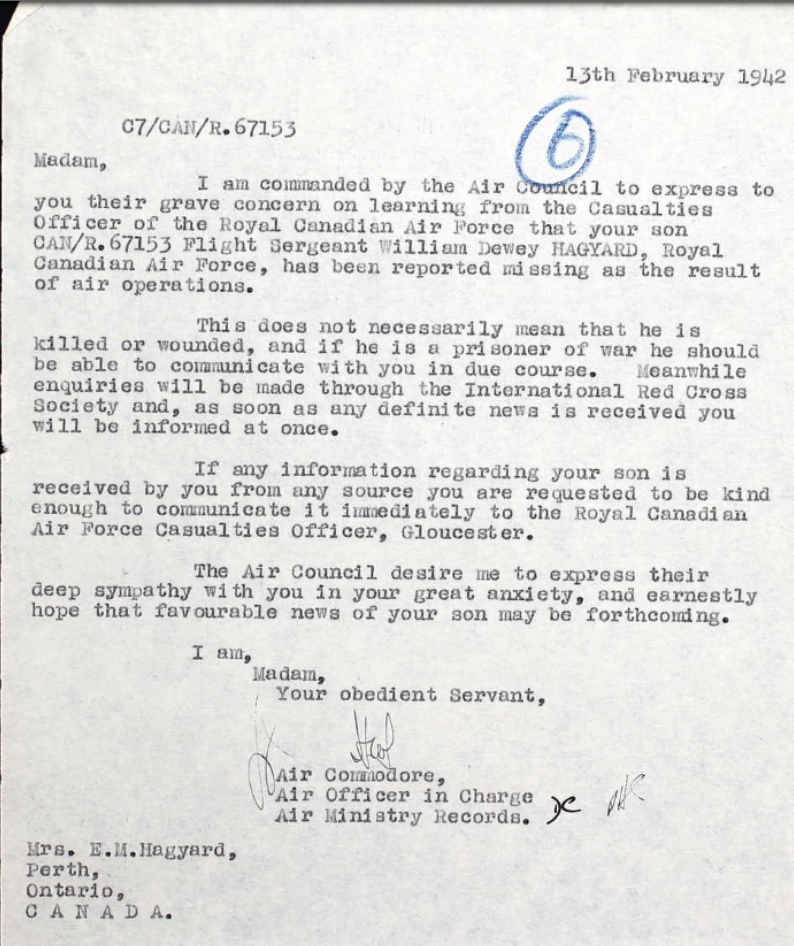 13th February 1942
C7/CAN/R.67153
6
Madam,
I am commanded by the Air Council to express to
you their grave concern on learning from the Casualties
Officer of the Royal Canadian Air Force that your son
CAN/R.67153 Flight Sergeant William Dewey HAGYARD, Royal
Canadian Air Force, has been reported missing as the result
of air operations.
This does not necessarily mean that he is
killed or wounded, and if he is a prisoner of war he should
be able to communicate with you in due course. Meanwhile
enquiries will be made through the International Red Cross
Society and, as soon as any definite news is received you
will be informed at once.
If any information regarding your son is
received by you from any source you are requested to be kind
enough to communicate it immediately to the Royal Canadian
Air Force Casualties Officer, Gloucester.
The Air Council desire me to express their
deep sympathy with you in your great anxiety, and earnestly
hope that favourable news of your son may be forthcoming.
I am,
Madam,
Your obedient Servant,
Air Commodore,
Air Officer in Charge
Air Ministry Records.
Mrs. E.M.Hagyard,
Perth,
Ontario,
C A N A D A.